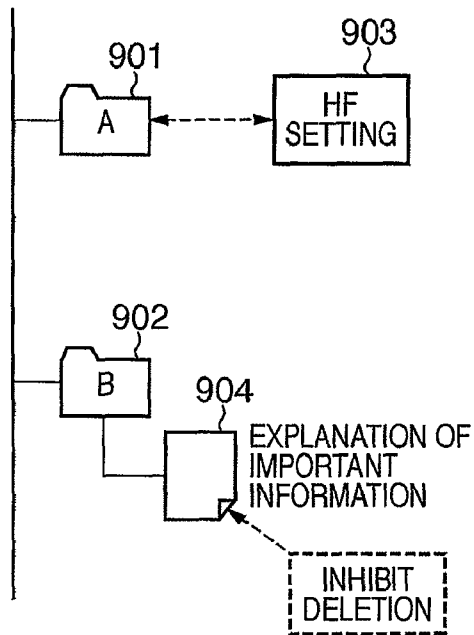 903
901
A
HF
SETTING
902
B
904
EXPLANATION OF
IMPORTANT
INFORMATION
INHIBIT
DELETION